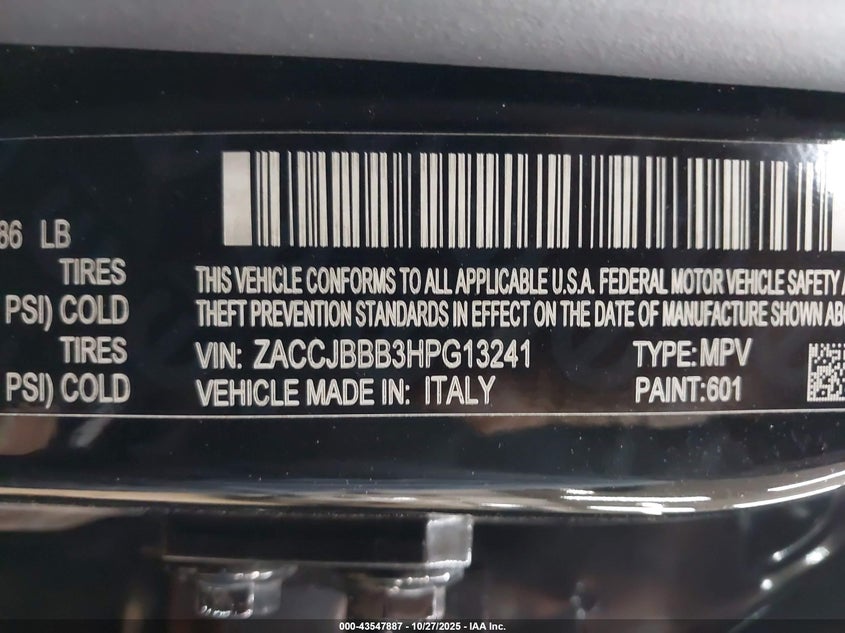 86 LB
TIRES
PSI) COLD
TIRES
PSI) COLD
THIS VEHICLE CONFORMS TO ALL APPLICABLE U.S.A. FEDERAL MOTOR VEHICLE SAFETY
THEFT PREVENTION STANDARDS IN EFFECT ON THE DATE OF MANUFACTURE SHOWN
VIN: ZACCJBBB3HPG13241 TYPE: MPV
VEHICLE MADE IN: ITALY PAINT: 601
000-43547887 - 10/27/2025 - IAA Inc.